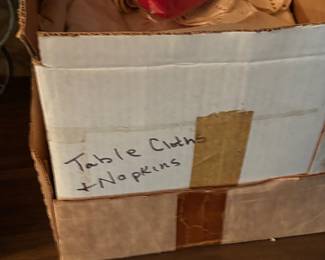 Table Cloths
+ Napkins